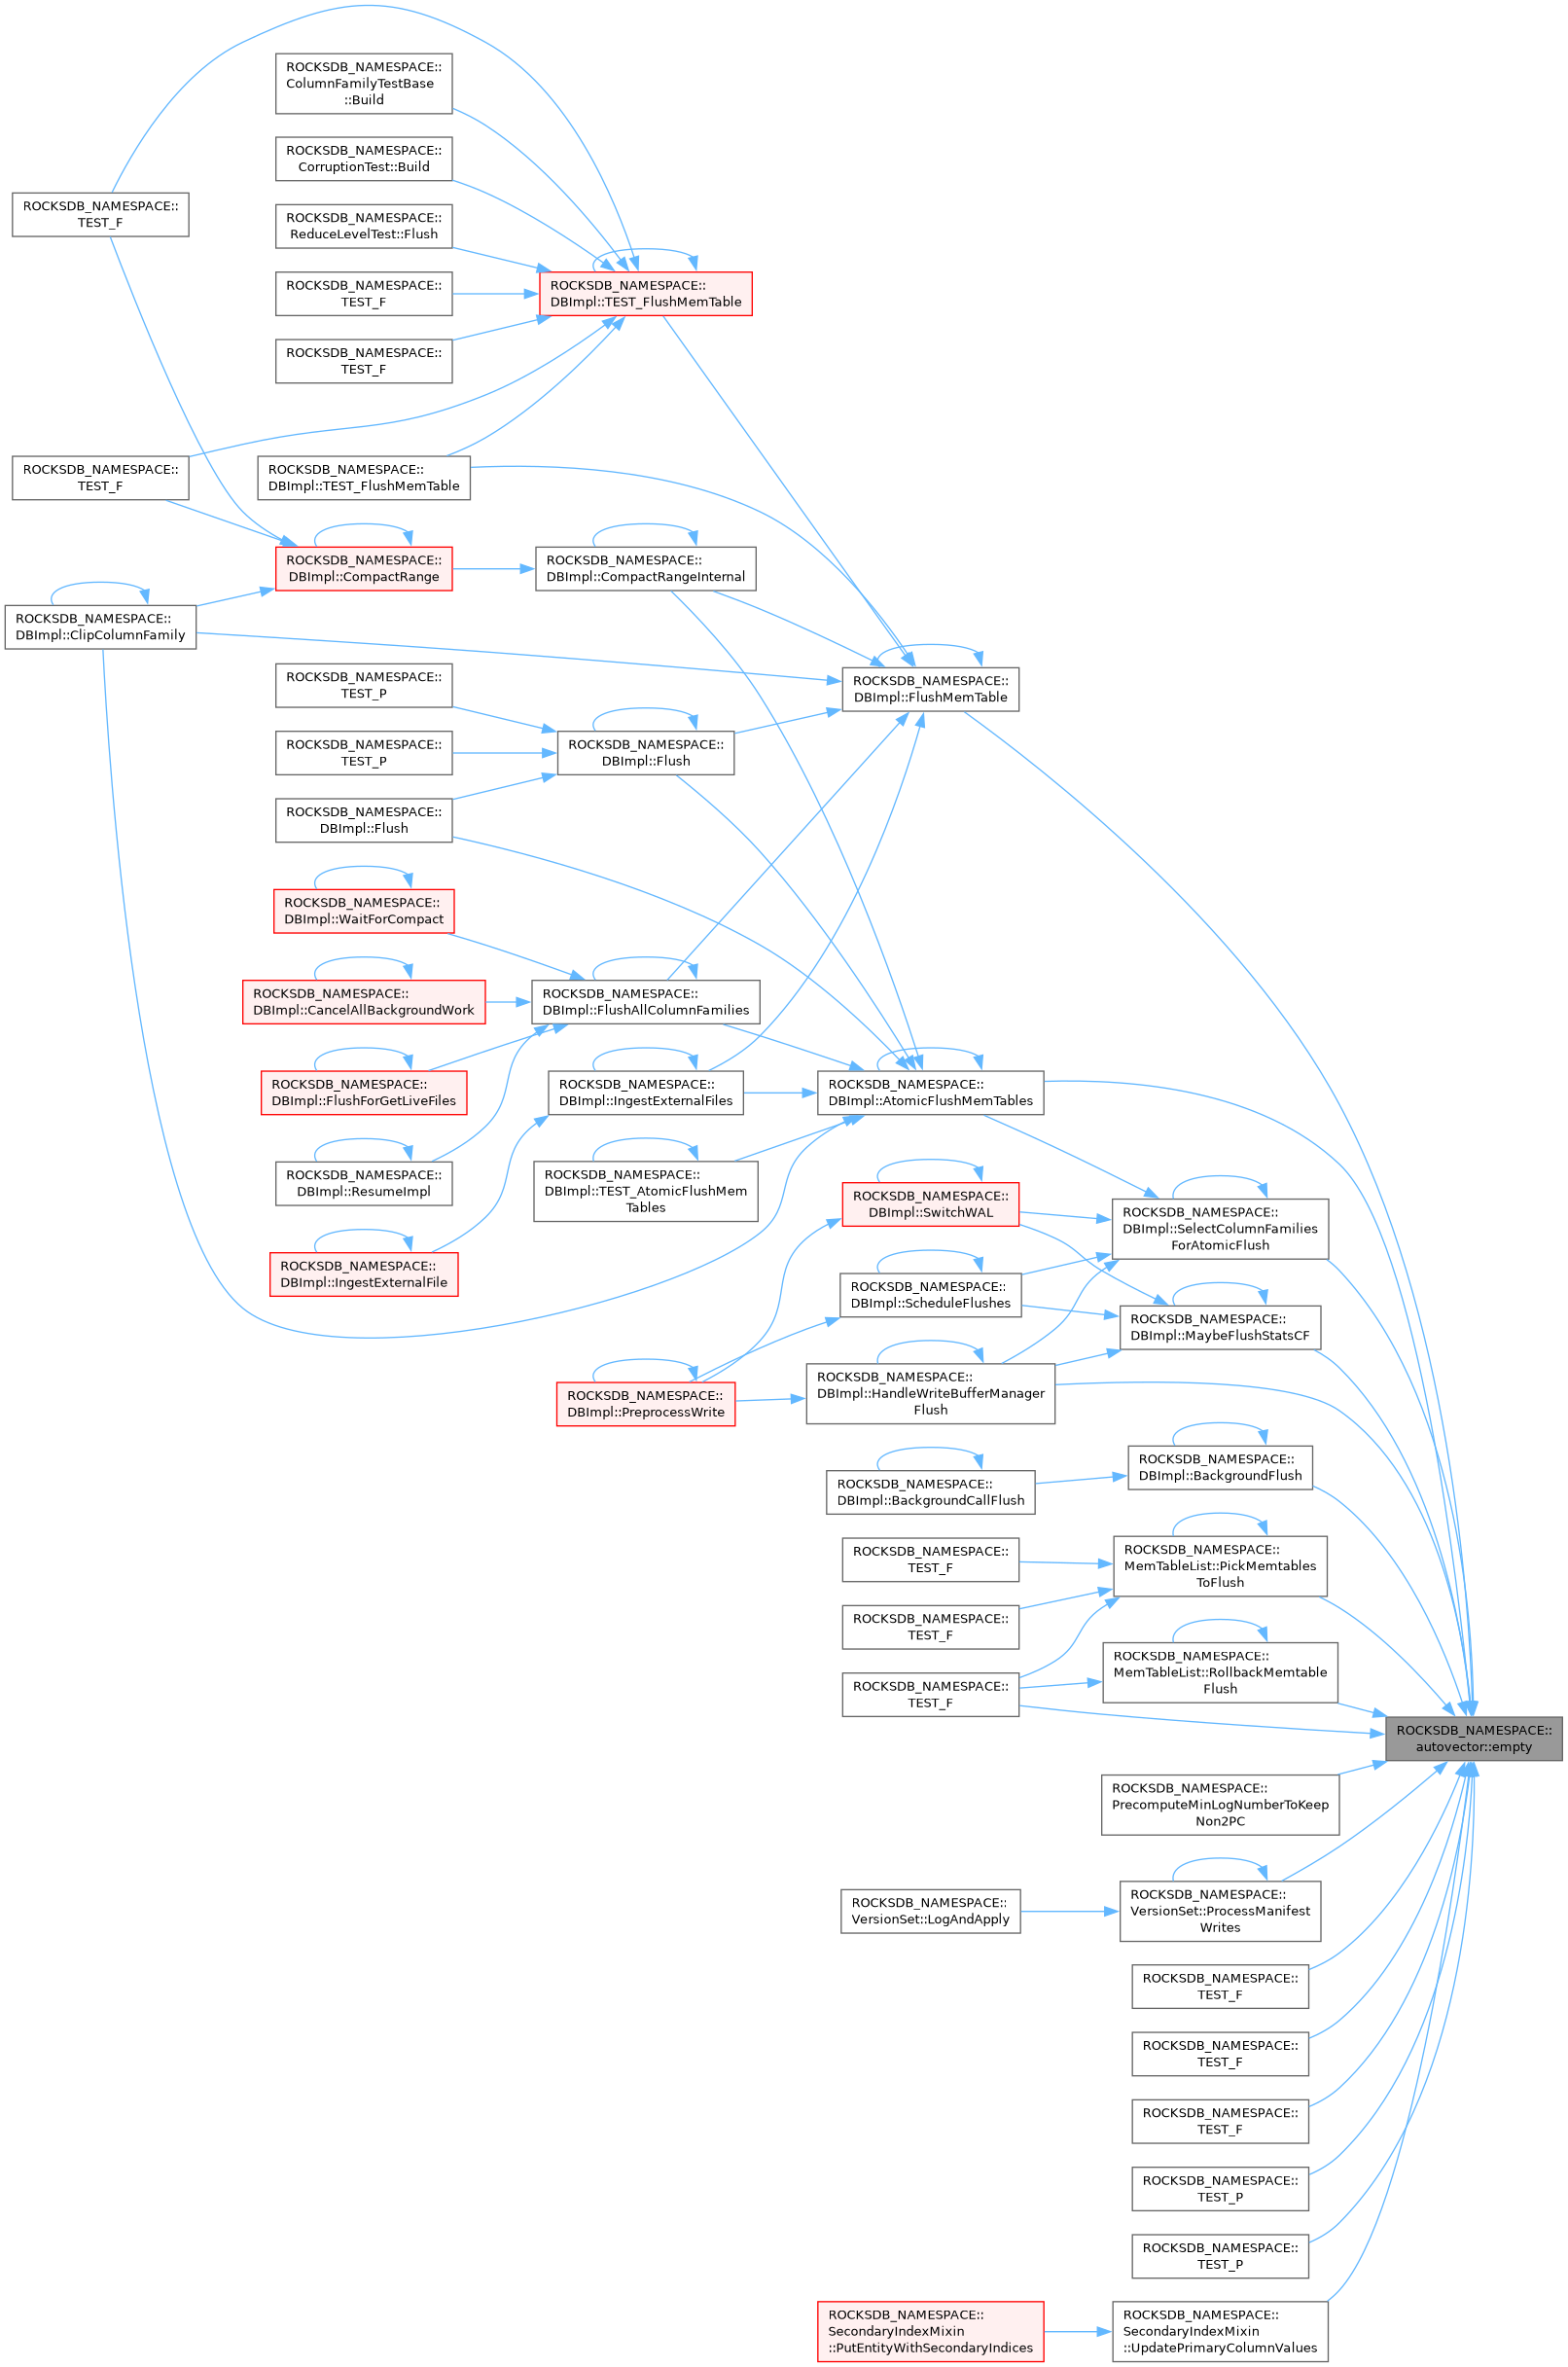 ROCKSDB_NAMESPACE::
ColumnFamilyTestBase
::Build
ROCKSDB_NAMESPACE::
CorruptionTest::Build
ROCKSDB_NAMESPACE::
TEST_F
ROCKSDB_NAMESPACE::
ReduceLevelTest::Flush
ROCKSDB_NAMESPACE::
TEST_F
ROCKSDB_NAMESPACE::
DBImpl::TEST_FlushMemTable
ROCKSDB_NAMESPACE::
TEST_F
ROCKSDB_NAMESPACE::
TEST_F
ROCKSDB_NAMESPACE::
DBImpl::TEST_FlushMemTable
ROCKSDB_NAMESPACE::
DBImpl::CompactRange
ROCKSDB_NAMESPACE::
DBImpl::CompactRangeInternal
ROCKSDB_NAMESPACE::
DBImpl::ClipColumnFamily
ROCKSDB_NAMESPACE::
TEST_P
ROCKSDB_NAMESPACE::
DBImpl::FlushMemTable
ROCKSDB_NAMESPACE::
TEST_P
ROCKSDB_NAMESPACE::
DBImpl::Flush
ROCKSDB_NAMESPACE::
DBImpl::Flush
ROCKSDB_NAMESPACE::
DBImpl::WaitForCompact
ROCKSDB_NAMESPACE::
DBImpl::CancelAllBackgroundWork
ROCKSDB_NAMESPACE::
DBImpl::FlushAllColumnFamilies
ROCKSDB_NAMESPACE::
DBImpl::FlushForGetLiveFiles
ROCKSDB_NAMESPACE::
DBImpl::IngestExternalFiles
ROCKSDB_NAMESPACE::
DBImpl::AtomicFlushMemTables
ROCKSDB_NAMESPACE::
DBImpl::ResumeImpl
ROCKSDB_NAMESPACE::
DBImpl::TEST_AtomicFlushMem
Tables
ROCKSDB_NAMESPACE::
DBImpl::SwitchWAL
ROCKSDB_NAMESPACE::
DBImpl::SelectColumnFamilies
ForAtomicFlush
ROCKSDB_NAMESPACE::
DBImpl::IngestExternalFile
ROCKSDB_NAMESPACE::
DBImpl::ScheduleFlushes
ROCKSDB_NAMESPACE::
DBImpl::MaybeFlushStatsCF
ROCKSDB_NAMESPACE::
DBImpl::PreprocessWrite
ROCKSDB_NAMESPACE::
DBImpl::HandleWriteBufferManager
Flush
ROCKSDB_NAMESPACE::
DBImpl::BackgroundCallFlush
ROCKSDB_NAMESPACE::
DBImpl::BackgroundFlush
ROCKSDB_NAMESPACE::
TEST_F
ROCKSDB_NAMESPACE::
MemTableList::PickMemtables
ToFlush
ROCKSDB_NAMESPACE::
TEST_F
ROCKSDB_NAMESPACE::
TEST_F
ROCKSDB_NAMESPACE::
MemTableList::RollbackMemtable
Flush
ROCKSDB_NAMESPACE::
autovector::empty
ROCKSDB_NAMESPACE::
PrecomputeMinLogNumberToKeep
Non2PC
ROCKSDB_NAMESPACE::
VersionSet::LogAndApply
ROCKSDB_NAMESPACE::
VersionSet::ProcessManifest
Writes
ROCKSDB_NAMESPACE::
TEST_F
ROCKSDB_NAMESPACE::
TEST_F
ROCKSDB_NAMESPACE::
TEST_F
ROCKSDB_NAMESPACE::
TEST_P
ROCKSDB_NAMESPACE::
TEST_P
ROCKSDB_NAMESPACE::
SecondaryIndexMixin
::PutEntityWithSecondaryIndices
ROCKSDB_NAMESPACE::
SecondaryIndexMixin
::UpdatePrimaryColumnValues